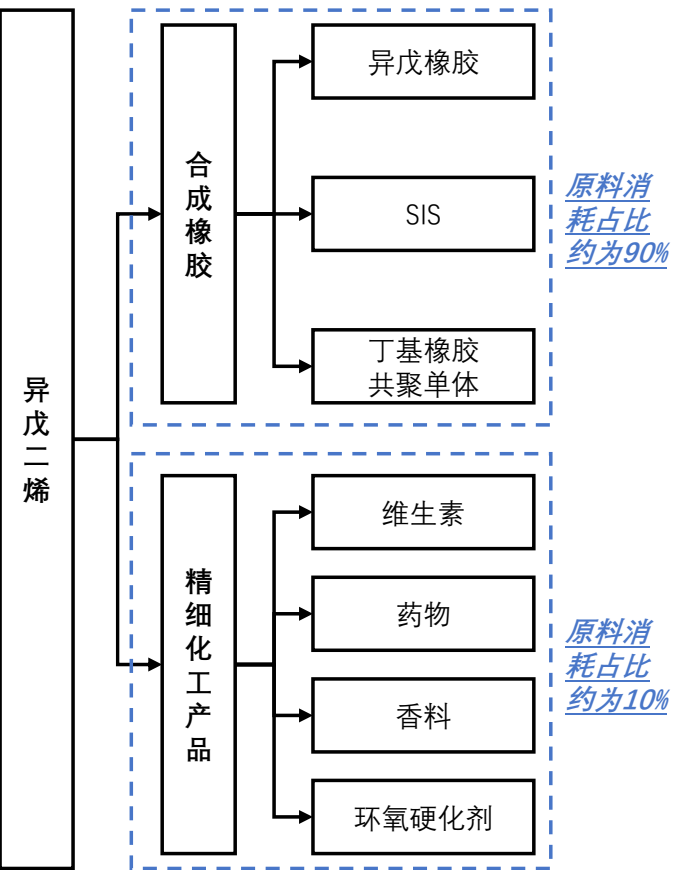 异戊二烯
合成橡胶
异戊橡胶
SIS
丁基橡胶
共聚单体
原料消
耗占比
约为90%
精细化工产品
维生素
药物
香料
环氧硬化剂
原料消
耗占比
约为10%